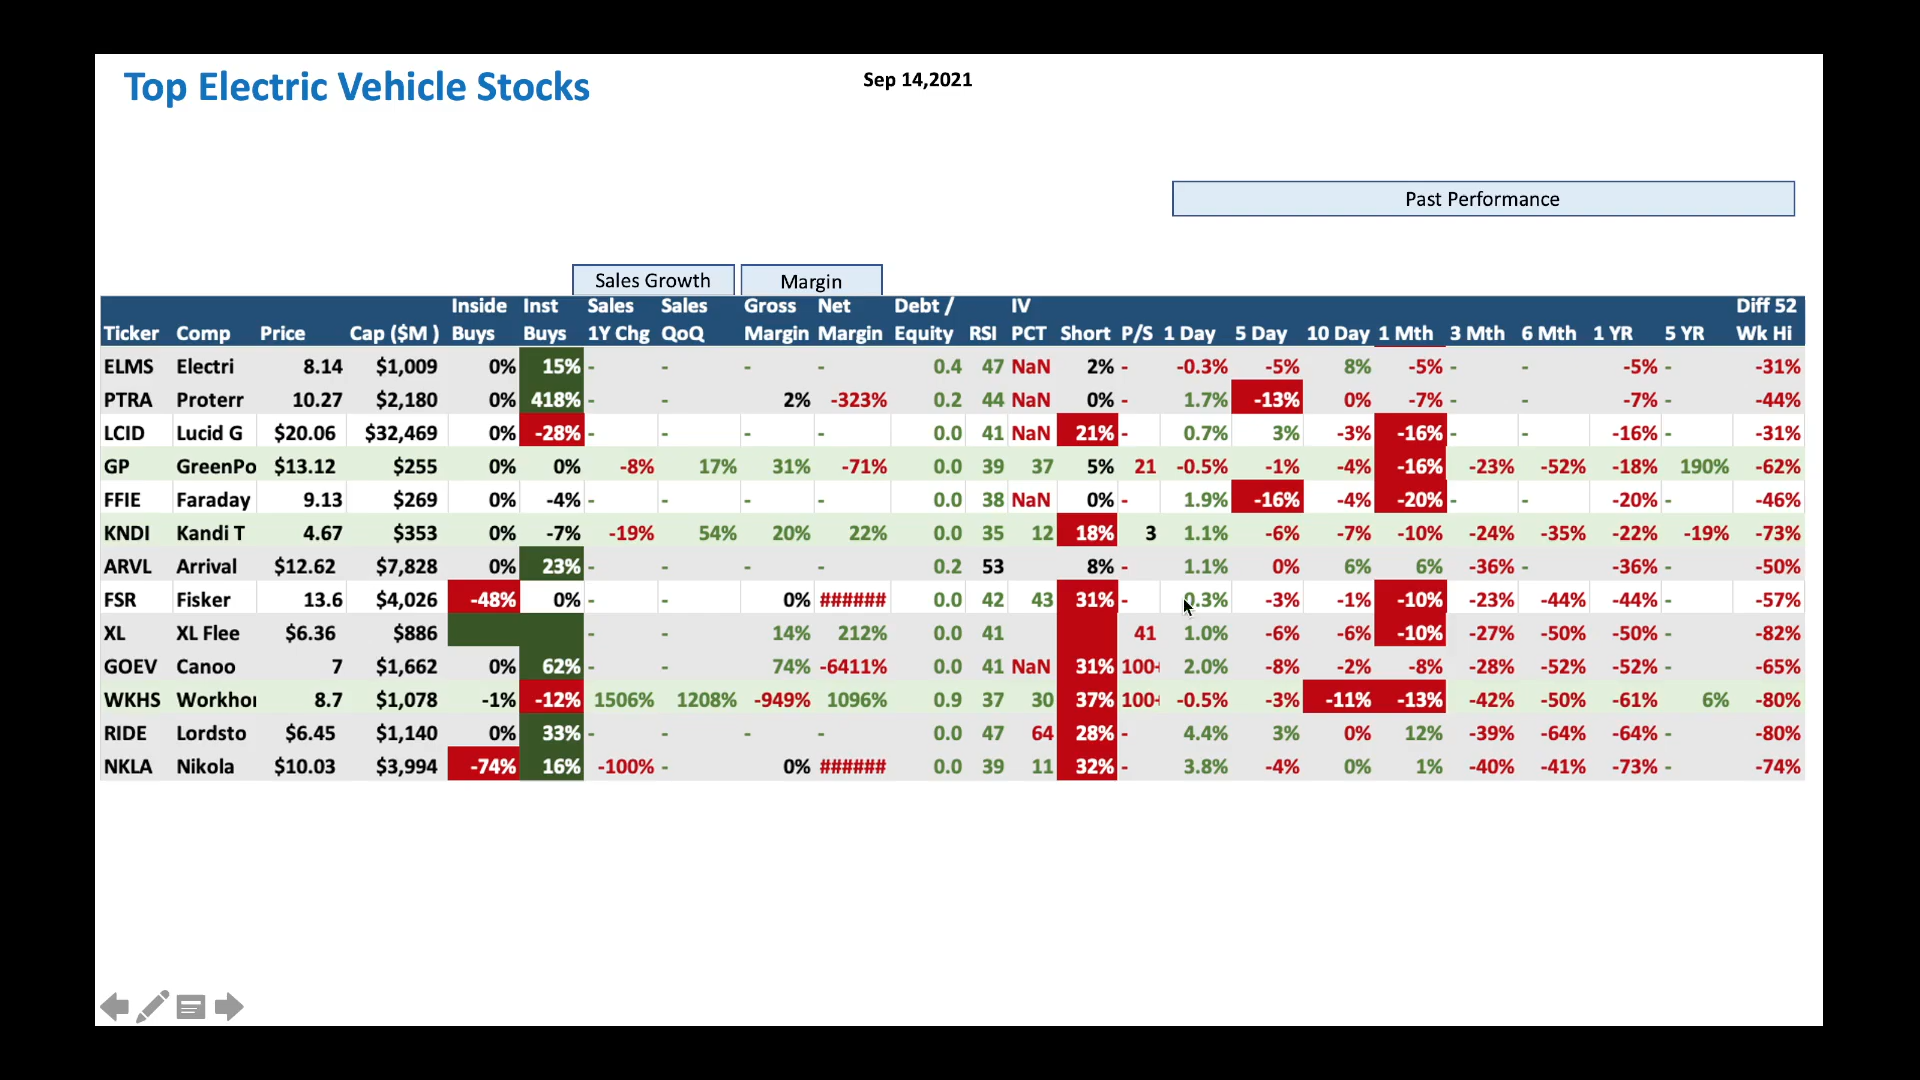 Top Electric Vehicle Stocks
Sep 14,2021
Past Performance
Sales Growth Margin
Inside Inst Sales Sales Gross Net Debt / IV Diff 52
Ticker Comp Price Cap ($M ) Buys Buys 1Y Chg QoQ Margin Margin Equity RSI PCT Short P/S 1 Day 5 Day 10 Day 1 Mth 3 Mth 6 Mth 1 YR 5 YR Wk Hi
ELMS Electri 8.14 $1,009 0% 15% - - - - 0.4 47 NaN 2% - -0.3% -5% 8% -5% - - -5% - -31%
PTRA Proterr 10.27 $2,180 0% 418% - - 2% -323% 0.2 44 NaN 0% - 1.7% -13% 0% -7% - - -7% - -44%
LCID Lucid G $20.06 $32,469 0% -28% - - - - 0.0 41 NaN 21% - 0.7% 3% -3% -16% - - -16% - -31%
GP GreenPo $13.12 $255 0% 0% -8% 17% 31% -71% 0.0 39 37 5% 21 -0.5% -1% -4% -16% -23% -52% -18% 190% -62%
FFIE Faraday 9.13 $269 0% -4% - - - - 0.0 38 NaN 0% - 1.9% -16% -4% -20% - - -20% - -46%
KNDI Kandi T 4.67 $353 0% -7% -19% 54% 20% 22% 0.0 35 12 18% 3 1.1% -6% -7% -10% -24% -35% -22% -19% -73%
ARVL Arrival $12.62 $7,828 0% 23% - - - - 0.2 53 8% - 1.1% 0% 6% 6% -36% - -36% - -50%
FSR Fisker 13.6 $4,026 -48% 0% - - 0% ###### 0.0 42 43 31% - 0.3% -3% -1% -10% -23% -44% -44% - -57%
XL XL Flee $6.36 $886 - - 14% 212% 0.0 41 41 1.0% -6% -6% -10% -27% -50% -50% - -82%
GOEV Canoo 7 $1,662 0% 62% - - 74% -6411% 0.0 41 NaN 31% 100+ 2.0% -8% -2% -8% -28% -52% -52% - -65%
WKHS Workhor 8.7 $1,078 -1% -12% 1506% 1208% -949% 1096% 0.9 37 30 37% 100+ -0.5% -3% -11% -13% -42% -50% -61% 6% -80%
RIDE Lordsto $6.45 $1,140 0% 33% - - - - 0.0 47 64 28% - 4.4% 3% 0% 12% -39% -64% -64% - -80%
NKLA Nikola $10.03 $3,994 -74% 16% -100% - 0% ###### 0.0 39 11 32% - 3.8% -4% 0% 1% -40% -41% -73% - -74%